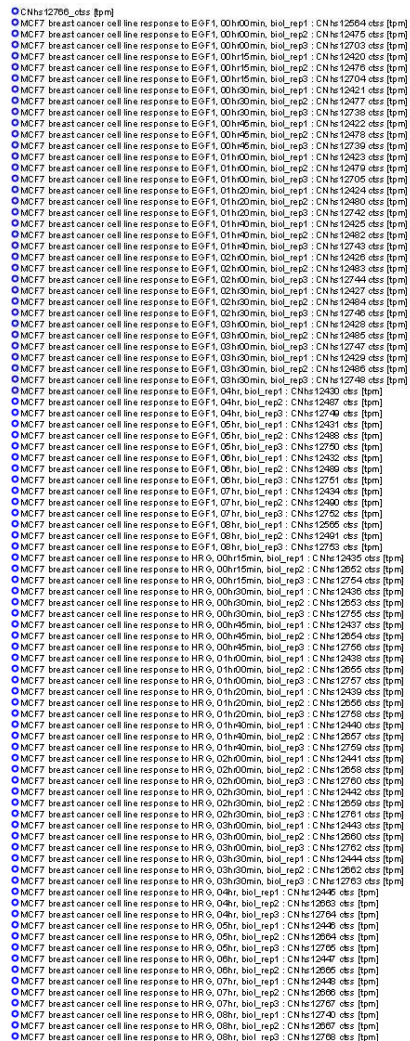 CNhs12766_ctss [tpm]
MCF7 breast cancer cell line response to EGF1, 00hr00min, biol_rep1 : CNhs12564 ctss [tpm]
MCF7 breast cancer cell line response to EGF1, 00hr00min, biol_rep2 : CNhs12475 ctss [tpm]
MCF7 breast cancer cell line response to EGF1, 00hr00min, biol_rep3 : CNhs12703 ctss [tpm]
MCF7 breast cancer cell line response to EGF1, 00hr15min, biol_rep1 : CNhs12420 ctss [tpm]
MCF7 breast cancer cell line response to EGF1, 00hr15min, biol_rep2 : CNhs12476 ctss [tpm]
MCF7 breast cancer cell line response to EGF1, 00hr15min, biol_rep3 : CNhs12704 ctss [tpm]
MCF7 breast cancer cell line response to EGF1, 00hr30min, biol_rep1 : CNhs12421 ctss [tpm]
MCF7 breast cancer cell line response to EGF1, 00hr30min, biol_rep2 : CNhs12477 ctss [tpm]
MCF7 breast cancer cell line response to EGF1, 00hr30min, biol_rep3 : CNhs12738 ctss [tpm]
MCF7 breast cancer cell line response to EGF1, 00hr45min, biol_rep1 : CNhs12422 ctss [tpm]
MCF7 breast cancer cell line response to EGF1, 00hr45min, biol_rep2 : CNhs12478 ctss [tpm]
MCF7 breast cancer cell line response to EGF1, 00hr45min, biol_rep3 : CNhs12739 ctss [tpm]
MCF7 breast cancer cell line response to EGF1, 01hr00min, biol_rep1 : CNhs12423 ctss [tpm]
MCF7 breast cancer cell line response to EGF1, 01hr00min, biol_rep2 : CNhs12479 ctss [tpm]
MCF7 breast cancer cell line response to EGF1, 01hr00min, biol_rep3 : CNhs12705 ctss [tpm]
MCF7 breast cancer cell line response to EGF1, 01hr20min, biol_rep1 : CNhs12424 ctss [tpm]
MCF7 breast cancer cell line response to EGF1, 01hr20min, biol_rep2 : CNhs12480 ctss [tpm]
MCF7 breast cancer cell line response to EGF1, 01hr20min, biol_rep3 : CNhs12742 ctss [tpm]
MCF7 breast cancer cell line response to EGF1, 01hr40min, biol_rep1 : CNhs12425 ctss [tpm]
MCF7 breast cancer cell line response to EGF1, 01hr40min, biol_rep2 : CNhs12482 ctss [tpm]
MCF7 breast cancer cell line response to EGF1, 01hr40min, biol_rep3 : CNhs12743 ctss [tpm]
MCF7 breast cancer cell line response to EGF1, 02hr00min, biol_rep1 : CNhs12426 ctss [tpm]
MCF7 breast cancer cell line response to EGF1, 02hr00min, biol_rep2 : CNhs12483 ctss [tpm]
MCF7 breast cancer cell line response to EGF1, 02hr00min, biol_rep3 : CNhs12744 ctss [tpm]
MCF7 breast cancer cell line response to EGF1, 02hr30min, biol_rep1 : CNhs12427 ctss [tpm]
MCF7 breast cancer cell line response to EGF1, 02hr30min, biol_rep2 : CNhs12484 ctss [tpm]
MCF7 breast cancer cell line response to EGF1, 02hr30min, biol_rep3 : CNhs12746 ctss [tpm]
MCF7 breast cancer cell line response to EGF1, 03hr00min, biol_rep1 : CNhs12428 ctss [tpm]
MCF7 breast cancer cell line response to EGF1, 03hr00min, biol_rep2 : CNhs12485 ctss [tpm]
MCF7 breast cancer cell line response to EGF1, 03hr00min, biol_rep3 : CNhs12747 ctss [tpm]
MCF7 breast cancer cell line response to EGF1, 03hr30min, biol_rep1 : CNhs12429 ctss [tpm]
MCF7 breast cancer cell line response to EGF1, 03hr30min, biol_rep2 : CNhs12486 ctss [tpm]
MCF7 breast cancer cell line response to EGF1, 03hr30min, biol_rep3 : CNhs12748 ctss [tpm]
MCF7 breast cancer cell line response to EGF1, 04hr, biol_rep1 : CNhs12430 ctss [tpm]
MCF7 breast cancer cell line response to EGF1, 04hr, biol_rep2 : CNhs12487 ctss [tpm]
MCF7 breast cancer cell line response to EGF1, 04hr, biol_rep3 : CNhs12749 ctss [tpm]
MCF7 breast cancer cell line response to EGF1, 05hr, biol_rep1 : CNhs12431 ctss [tpm]
MCF7 breast cancer cell line response to EGF1, 05hr, biol_rep2 : CNhs12488 ctss [tpm]
MCF7 breast cancer cell line response to EGF1, 05hr, biol_rep3 : CNhs12750 ctss [tpm]
MCF7 breast cancer cell line response to EGF1, 06hr, biol_rep1 : CNhs12432 ctss [tpm]
MCF7 breast cancer cell line response to EGF1, 06hr, biol_rep2 : CNhs12489 ctss [tpm]
MCF7 breast cancer cell line response to EGF1, 06hr, biol_rep3 : CNhs12751 ctss [tpm]
MCF7 breast cancer cell line response to EGF1, 07hr, biol_rep1 : CNhs12434 ctss [tpm]
MCF7 breast cancer cell line response to EGF1, 07hr, biol_rep2 : CNhs12490 ctss [tpm]
MCF7 breast cancer cell line response to EGF1, 07hr, biol_rep3 : CNhs12752 ctss [tpm]
MCF7 breast cancer cell line response to EGF1, 08hr, biol_rep1 : CNhs12565 ctss [tpm]
MCF7 breast cancer cell line response to EGF1, 08hr, biol_rep2 : CNhs12491 ctss [tpm]
MCF7 breast cancer cell line response to EGF1, 08hr, biol_rep3 : CNhs12753 ctss [tpm]
MCF7 breast cancer cell line response to HRG, 00hr15min, biol_rep1 : CNhs12435 ctss [tpm]
MCF7 breast cancer cell line response to HRG, 00hr15min, biol_rep2 : CNhs12652 ctss [tpm]
MCF7 breast cancer cell line response to HRG, 00hr15min, biol_rep3 : CNhs12754 ctss [tpm]
MCF7 breast cancer cell line response to HRG, 00hr30min, biol_rep1 : CNhs12436 ctss [tpm]
MCF7 breast cancer cell line response to HRG, 00hr30min, biol_rep2 : CNhs12653 ctss [tpm]
MCF7 breast cancer cell line response to HRG, 00hr30min, biol_rep3 : CNhs12755 ctss [tpm]
MCF7 breast cancer cell line response to HRG, 00hr45min, biol_rep1 : CNhs12437 ctss [tpm]
MCF7 breast cancer cell line response to HRG, 00hr45min, biol_rep2 : CNhs12654 ctss [tpm]
MCF7 breast cancer cell line response to HRG, 00hr45min, biol_rep3 : CNhs12756 ctss [tpm]
MCF7 breast cancer cell line response to HRG, 01hr00min, biol_rep1 : CNhs12438 ctss [tpm]
MCF7 breast cancer cell line response to HRG, 01hr00min, biol_rep2 : CNhs12655 ctss [tpm]
MCF7 breast cancer cell line response to HRG, 01hr00min, biol_rep3 : CNhs12757 ctss [tpm]
MCF7 breast cancer cell line response to HRG, 01hr20min, biol_rep1 : CNhs12439 ctss [tpm]
MCF7 breast cancer cell line response to HRG, 01hr20min, biol_rep2 : CNhs12656 ctss [tpm]
MCF7 breast cancer cell line response to HRG, 01hr20min, biol_rep3 : CNhs12758 ctss [tpm]
MCF7 breast cancer cell line response to HRG, 01hr40min, biol_rep1 : CNhs12440 ctss [tpm]
MCF7 breast cancer cell line response to HRG, 01hr40min, biol_rep2 : CNhs12657 ctss [tpm]
MCF7 breast cancer cell line response to HRG, 01hr40min, biol_rep3 : CNhs12759 ctss [tpm]
MCF7 breast cancer cell line response to HRG, 02hr00min, biol_rep1 : CNhs12441 ctss [tpm]
MCF7 breast cancer cell line response to HRG, 02hr00min, biol_rep2 : CNhs12658 ctss [tpm]
MCF7 breast cancer cell line response to HRG, 02hr00min, biol_rep3 : CNhs12760 ctss [tpm]
MCF7 breast cancer cell line response to HRG, 02hr30min, biol_rep1 : CNhs12442 ctss [tpm]
MCF7 breast cancer cell line response to HRG, 02hr30min, biol_rep2 : CNhs12659 ctss [tpm]
MCF7 breast cancer cell line response to HRG, 02hr30min, biol_rep3 : CNhs12761 ctss [tpm]
MCF7 breast cancer cell line response to HRG, 03hr00min, biol_rep1 : CNhs12443 ctss [tpm]
MCF7 breast cancer cell line response to HRG, 03hr00min, biol_rep2 : CNhs12660 ctss [tpm]
MCF7 breast cancer cell line response to HRG, 03hr00min, biol_rep3 : CNhs12762 ctss [tpm]
MCF7 breast cancer cell line response to HRG, 03hr30min, biol_rep1 : CNhs12444 ctss [tpm]
MCF7 breast cancer cell line response to HRG, 03hr30min, biol_rep2 : CNhs12662 ctss [tpm]
MCF7 breast cancer cell line response to HRG, 03hr30min, biol_rep3 : CNhs12763 ctss [tpm]
MCF7 breast cancer cell line response to HRG, 04hr, biol_rep1 : CNhs12445 ctss [tpm]
MCF7 breast cancer cell line response to HRG, 04hr, biol_rep2 : CNhs12663 ctss [tpm]
MCF7 breast cancer cell line response to HRG, 04hr, biol_rep3 : CNhs12764 ctss [tpm]
MCF7 breast cancer cell line response to HRG, 05hr, biol_rep1 : CNhs12446 ctss [tpm]
MCF7 breast cancer cell line response to HRG, 05hr, biol_rep2 : CNhs12664 ctss [tpm]
MCF7 breast cancer cell line response to HRG, 05hr, biol_rep3 : CNhs12765 ctss [tpm]
MCF7 breast cancer cell line response to HRG, 06hr, biol_rep1 : CNhs12447 ctss [tpm]
MCF7 breast cancer cell line response to HRG, 06hr, biol_rep2 : CNhs12665 ctss [tpm]
MCF7 breast cancer cell line response to HRG, 07hr, biol_rep1 : CNhs12448 ctss [tpm]
MCF7 breast cancer cell line response to HRG, 07hr, biol_rep2 : CNhs12666 ctss [tpm]
MCF7 breast cancer cell line response to HRG, 07hr, biol_rep3 : CNhs12767 ctss [tpm]
MCF7 breast cancer cell line response to HRG, 08hr, biol_rep1 : CNhs12740 ctss [tpm]
MCF7 breast cancer cell line response to HRG, 08hr, biol_rep2 : CNhs12667 ctss [tpm]
MCF7 breast cancer cell line response to HRG, 08hr, biol_rep3 : CNhs12768 ctss [tpm]